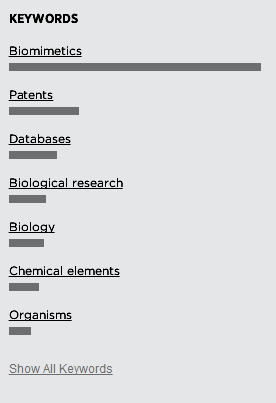 KEYWORDS
Biomimetics
Patents
Databases
Biological research
Biology
Chemical elements
Organisms
Show All Keywords